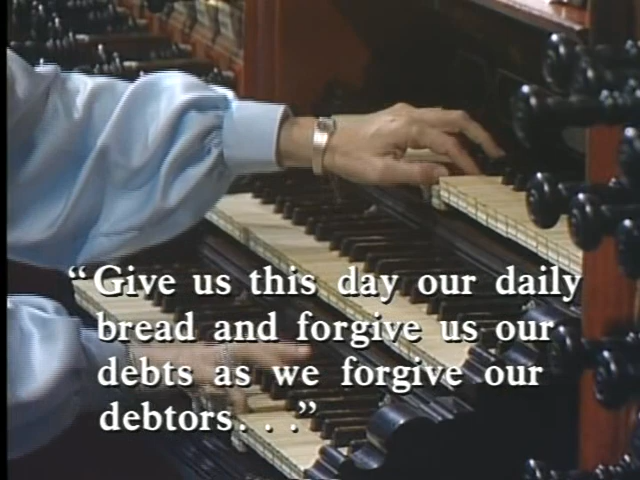 “Give us this day our daily
bread and forgive us our
debts as we forgive our
debtors. . .”